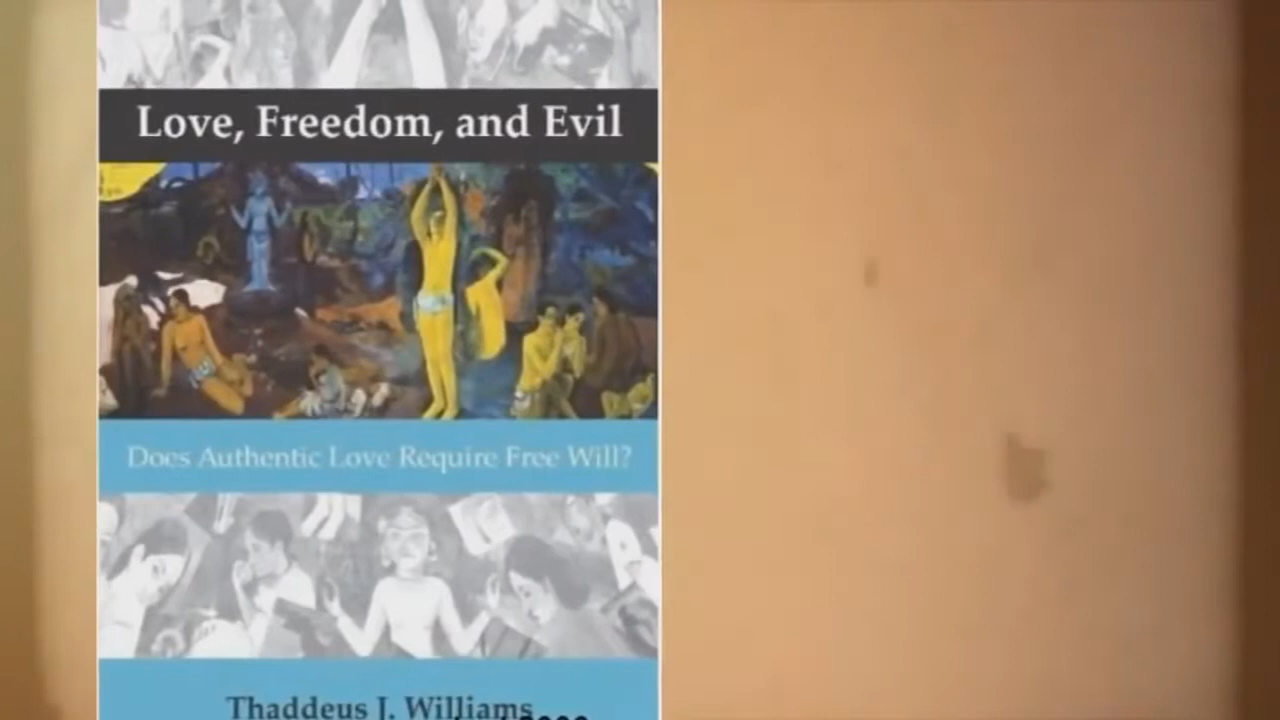 Love, Freedom, and Evil
Does Authentic Love Require Free Will?
Thaddeus J. Williams